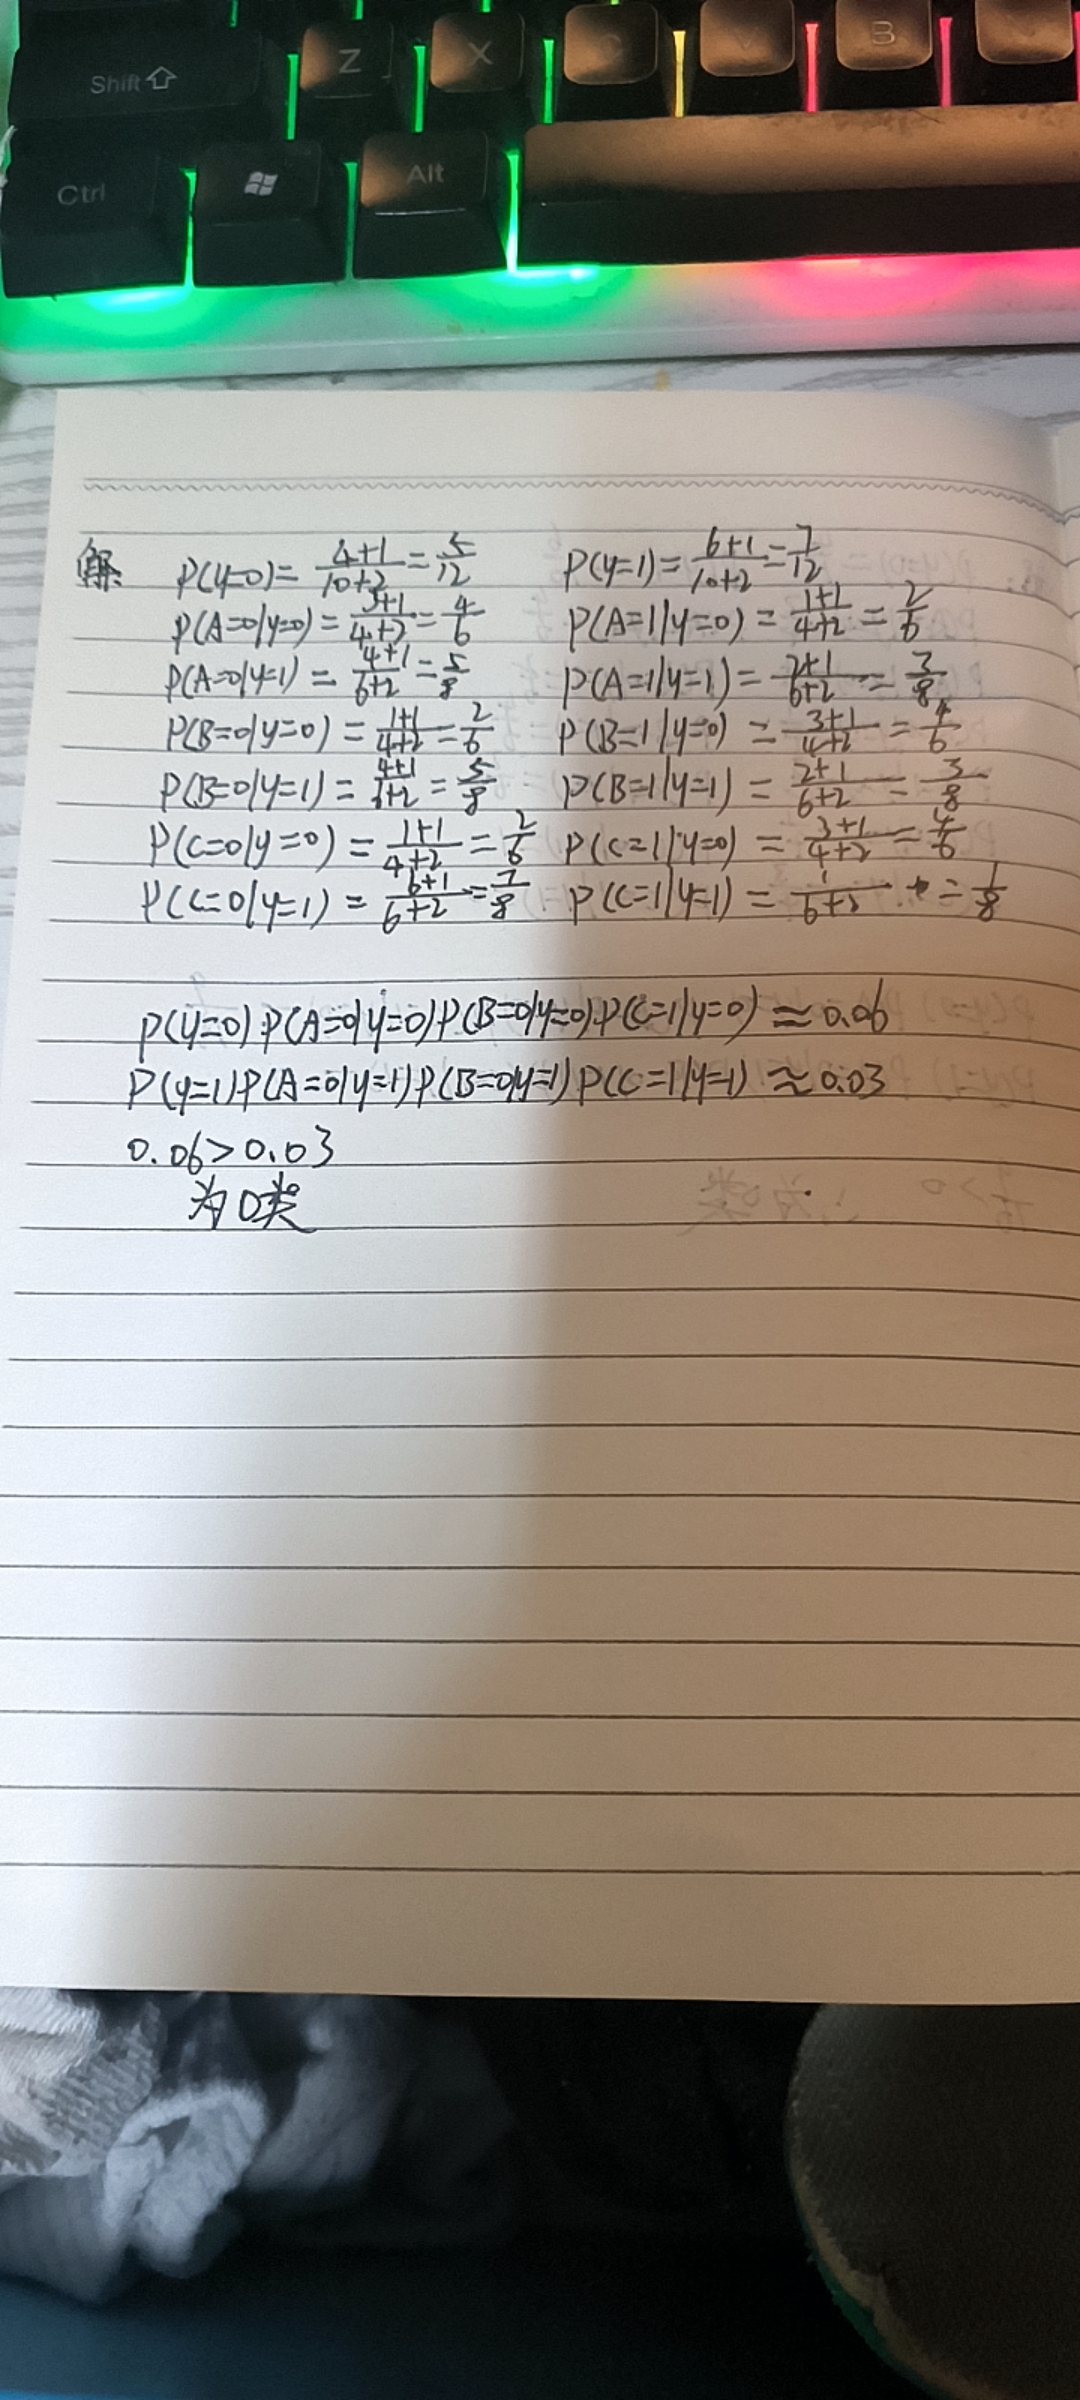 Z X C V B
Shift
Ctrl Alt
解 P(y=0)= \frac{4+1}{10+2}=\frac{5}{12} P(y=1)=\frac{6+1}{10+2}=\frac{7}{12}
P(A=0|y=0)=\frac{3+1}{4+2}=\frac{4}{6} P(A=1|y=0)=\frac{1+1}{4+2}=\frac{2}{6}
P(A=0|y=1)=\frac{4+1}{6+2}=\frac{5}{8} P(A=1|y=1)=\frac{2+1}{6+2}=\frac{3}{8}
P(B=0|y=0)=\frac{1+1}{4+2}=\frac{2}{6} P(B=1|y=0)=\frac{3+1}{4+2}=\frac{4}{6}
P(B=0|y=1)=\frac{4+1}{+2}=\frac{5}{8} P(B=1|y=1)=\frac{2+1}{6+2}=\frac{3}{8}
P(C=0|y=0)=\frac{1+1}{4+2}=\frac{2}{6} P(C=1|y=0)=\frac{3+1}{4+2}=\frac{4}{6}
P(C=0|y=1)=\frac{6+1}{6+2}=\frac{7}{8} P(C=1|y=1)=\frac{1}{6+2}=\frac{1}{8}
P(y=0)P(A=0|y=0)P(B=0|y=0)P(C=1|y=0)≈0.06
P(y=1)P(A=0|y=1)P(B=0|y=1)P(C=1|y=1)≈0.03
0.06>0.03
为0类